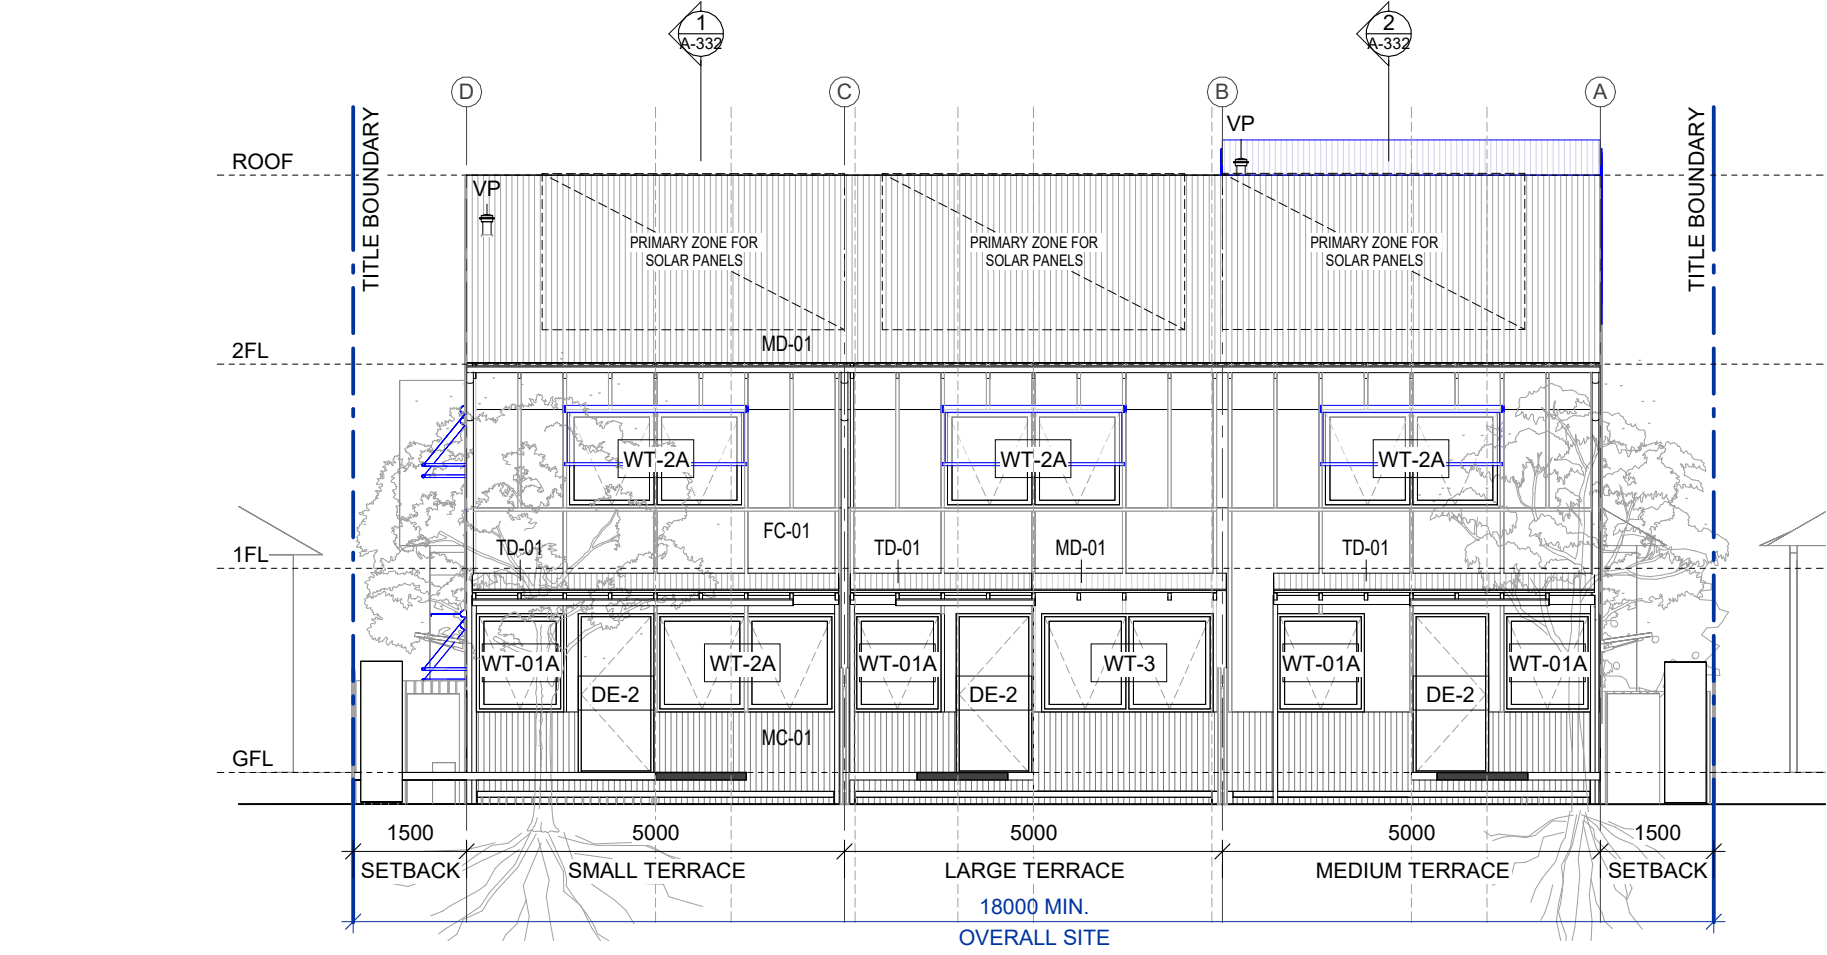 1
A-332
2
A-332
D
C
B
A
TITLE BOUNDARY
VP
TITLE BOUNDARY
ROOF
VP
PRIMARY ZONE FOR
SOLAR PANELS
PRIMARY ZONE FOR
SOLAR PANELS
PRIMARY ZONE FOR
SOLAR PANELS
MD-01
2FL
WT-2A
WT-2A
WT-2A
FC-01
TD-01
TD-01
MD-01
TD-01
1FL
WT-01A
WT-2A
WT-01A
WT-3
WT-01A
WT-01A
DE-2
DE-2
DE-2
MC-01
GFL
1500
5000
5000
5000
1500
SETBACK
SMALL TERRACE
LARGE TERRACE
MEDIUM TERRACE
SETBACK
18000 MIN.
OVERALL SITE